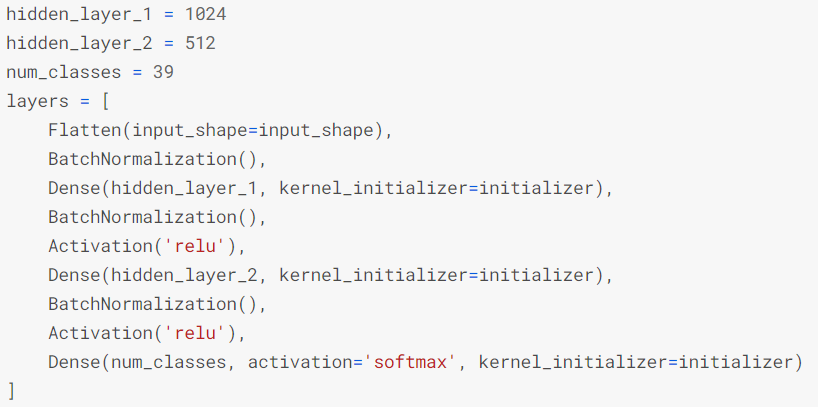 hidden_layer_1 = 1024
hidden_layer_2 = 512
num_classes = 39
layers = [
    Flatten(input_shape=input_shape),
    BatchNormalization(),
    Dense(hidden_layer_1, kernel_initializer=initializer),
    BatchNormalization(),
    Activation('relu'),
    Dense(hidden_layer_2, kernel_initializer=initializer),
    BatchNormalization(),
    Activation('relu'),
    Dense(num_classes, activation='softmax', kernel_initializer=initializer)
]